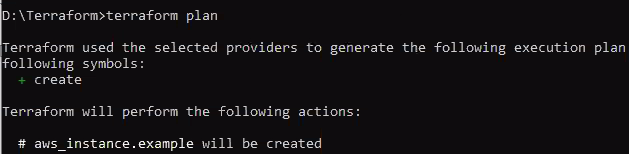 D:\Terraform>terraform plan
Terraform used the selected providers to generate the following execution plan
following symbols:
+ create
Terraform will perform the following actions:
# aws_instance.example will be created